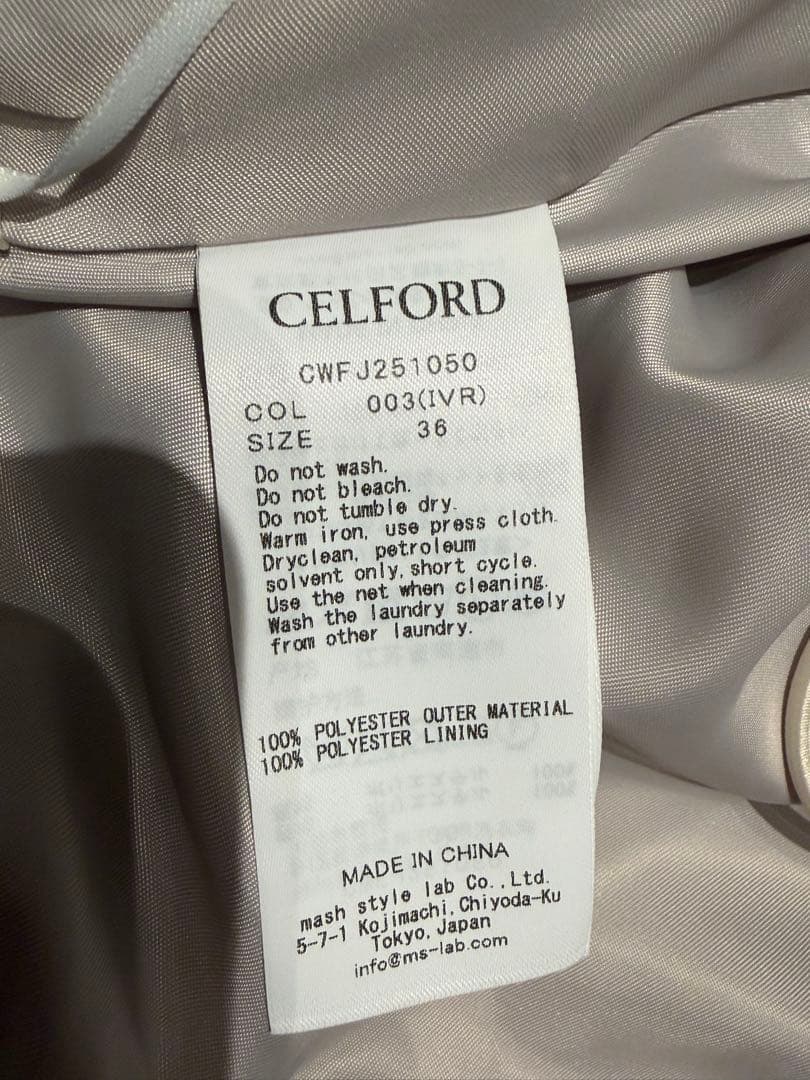 CELFORD
CWFJ251050
COL 003(IVR)
SIZE 36
Do not wash.
Do not bleach.
Do not tumble dry.
Warm iron, use press cloth.
Dryclean, petroleum
solvent only, short cycle.
Use the net when cleaning.
Wash the laundry separately
from other laundry.
100% POLYESTER OUTER MATERIAL
100% POLYESTER LINING
MADE IN CHINA
mash style lab Co.,Ltd.
5-7-1 Kojimachi, Chiyoda-Ku
Tokyo, Japan
info@ms-lab.com